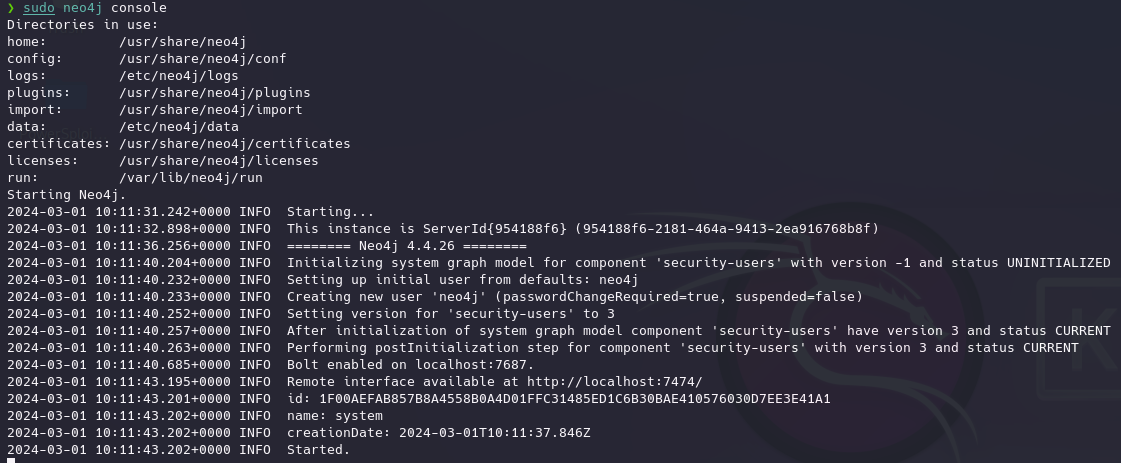 ❯ sudo neo4j console
Directories in use:
home:         /usr/share/neo4j
config:       /usr/share/neo4j/conf
logs:         /etc/neo4j/logs
plugins:      /usr/share/neo4j/plugins
import:       /usr/share/neo4j/import
data:         /etc/neo4j/data
certificates: /usr/share/neo4j/certificates
licenses:     /usr/share/neo4j/licenses
run:          /var/lib/neo4j/run
Starting Neo4j.
2024-03-01 10:11:31.242+0000 INFO  Starting...
2024-03-01 10:11:32.898+0000 INFO  This instance is ServerId{954188f6} (954188f6-2181-464a-9413-2ea916768b8f)
2024-03-01 10:11:36.256+0000 INFO  ======== Neo4j 4.4.26 ========
2024-03-01 10:11:40.204+0000 INFO  Initializing system graph model for component 'security-users' with version -1 and status UNINITIALIZED
2024-03-01 10:11:40.232+0000 INFO  Setting up initial user from defaults: neo4j
2024-03-01 10:11:40.233+0000 INFO  Creating new user 'neo4j' (passwordChangeRequired=true, suspended=false)
2024-03-01 10:11:40.252+0000 INFO  Setting version for 'security-users' to 3
2024-03-01 10:11:40.257+0000 INFO  After initialization of system graph model component 'security-users' have version 3 and status CURRENT
2024-03-01 10:11:40.263+0000 INFO  Performing postInitialization step for component 'security-users' with version 3 and status CURRENT
2024-03-01 10:11:40.685+0000 INFO  Bolt enabled on localhost:7687.
2024-03-01 10:11:43.195+0000 INFO  Remote interface available at http://localhost:7474/
2024-03-01 10:11:43.201+0000 INFO  id: 1F00AEFAB857B8A4558B0A4D01FFC31485ED1C6B30BAE410576030D7EE3E41A1
2024-03-01 10:11:43.202+0000 INFO  name: system
2024-03-01 10:11:43.202+0000 INFO  creationDate: 2024-03-01T10:11:37.846Z
2024-03-01 10:11:43.202+0000 INFO  Started.